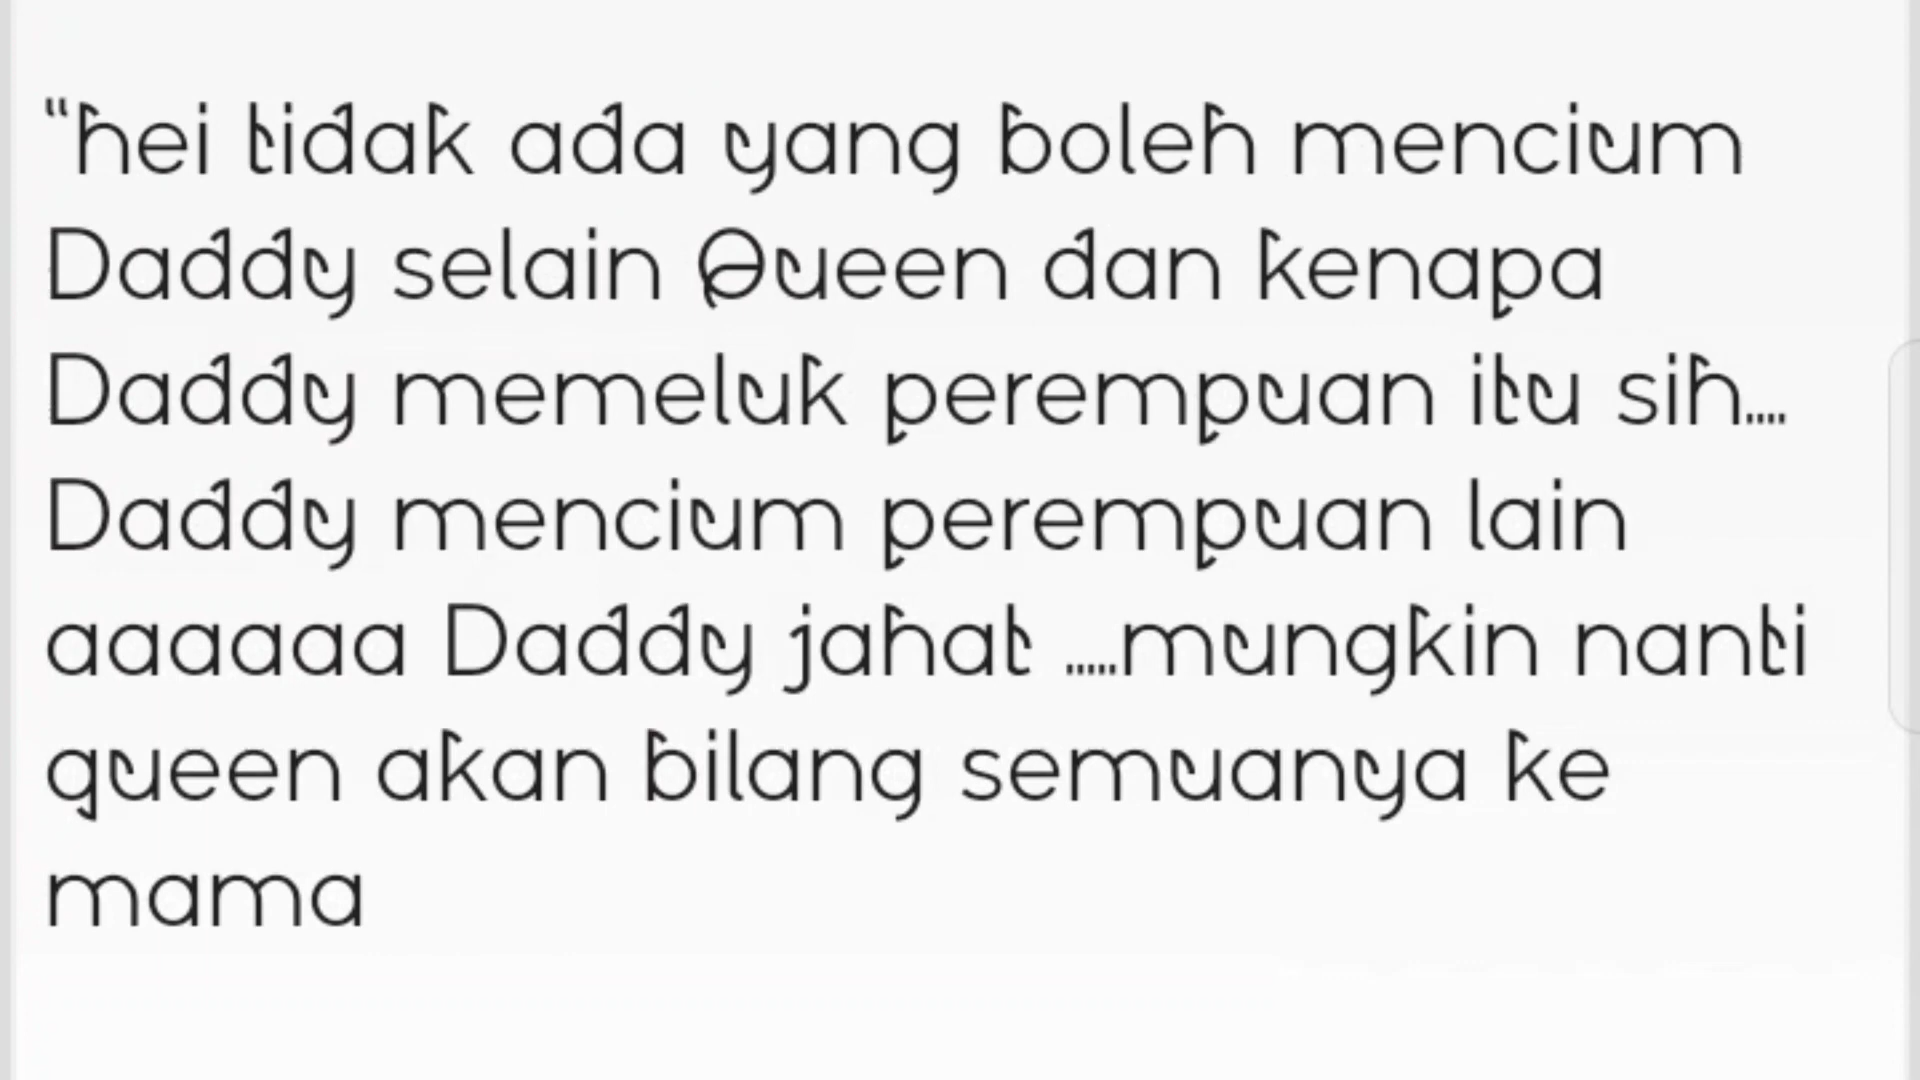 “hei tidak ada yang boleh mencium
Daddy selain Queen dan kenapa
Daddy memeluk perempuan itu sih....
Daddy mencium perempuan lain
aaaaaa Daddy jahat .....mungkin nanti
queen akan bilang semuanya ke
mama